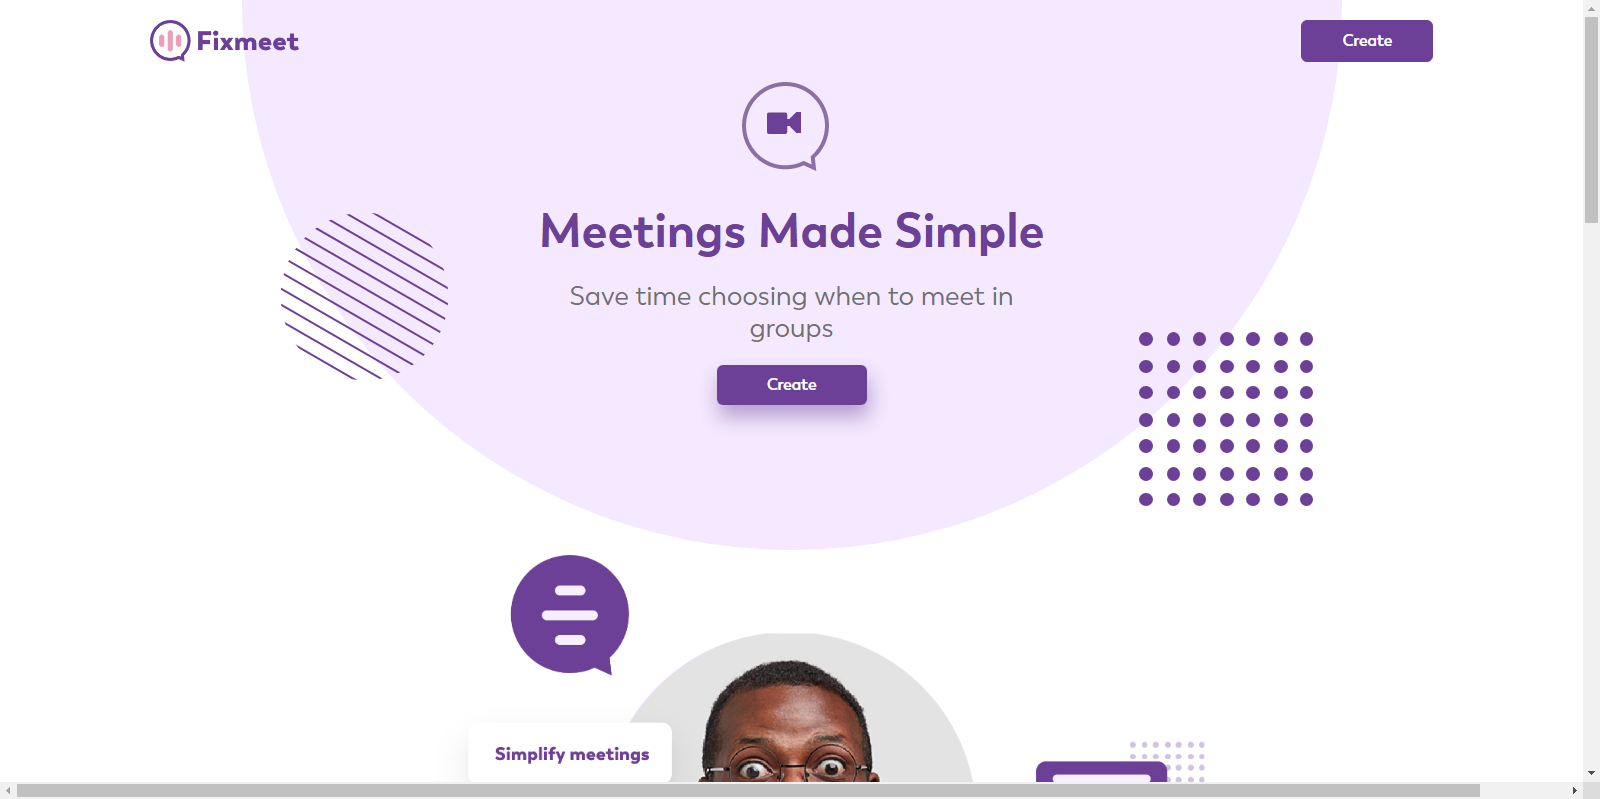 Fixmeet
Create
Meetings Made Simple
Save time choosing when to meet in
groups
Create
Simplify meetings